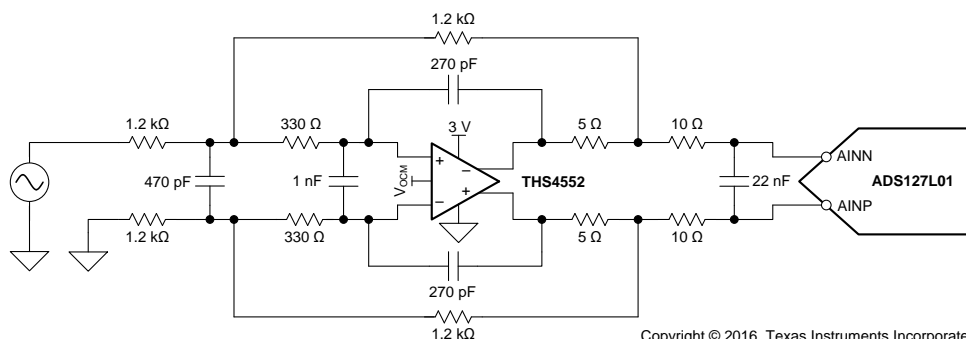 1.2 kΩ
270 pF
1.2 kΩ
330 Ω
3 V
5 Ω
10 Ω
+
−
AINN
470 pF
1 nF
VOCM
THS4552
22 nF
ADS127L01
−
+
AINP
1.2 kΩ
330 Ω
5 Ω
10 Ω
270 pF
1.2 kΩ
Copyright © 2016, Texas Instruments Incorporate